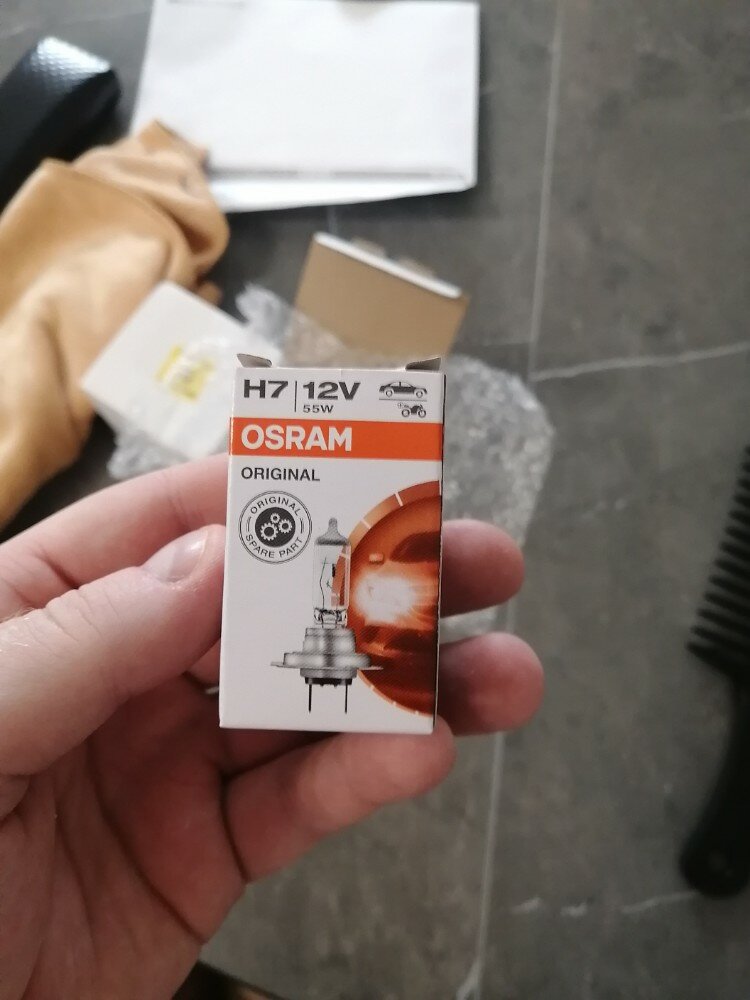 H7 12V
55W
OSRAM
ORIGINAL
ORIGINAL
SPARE PART